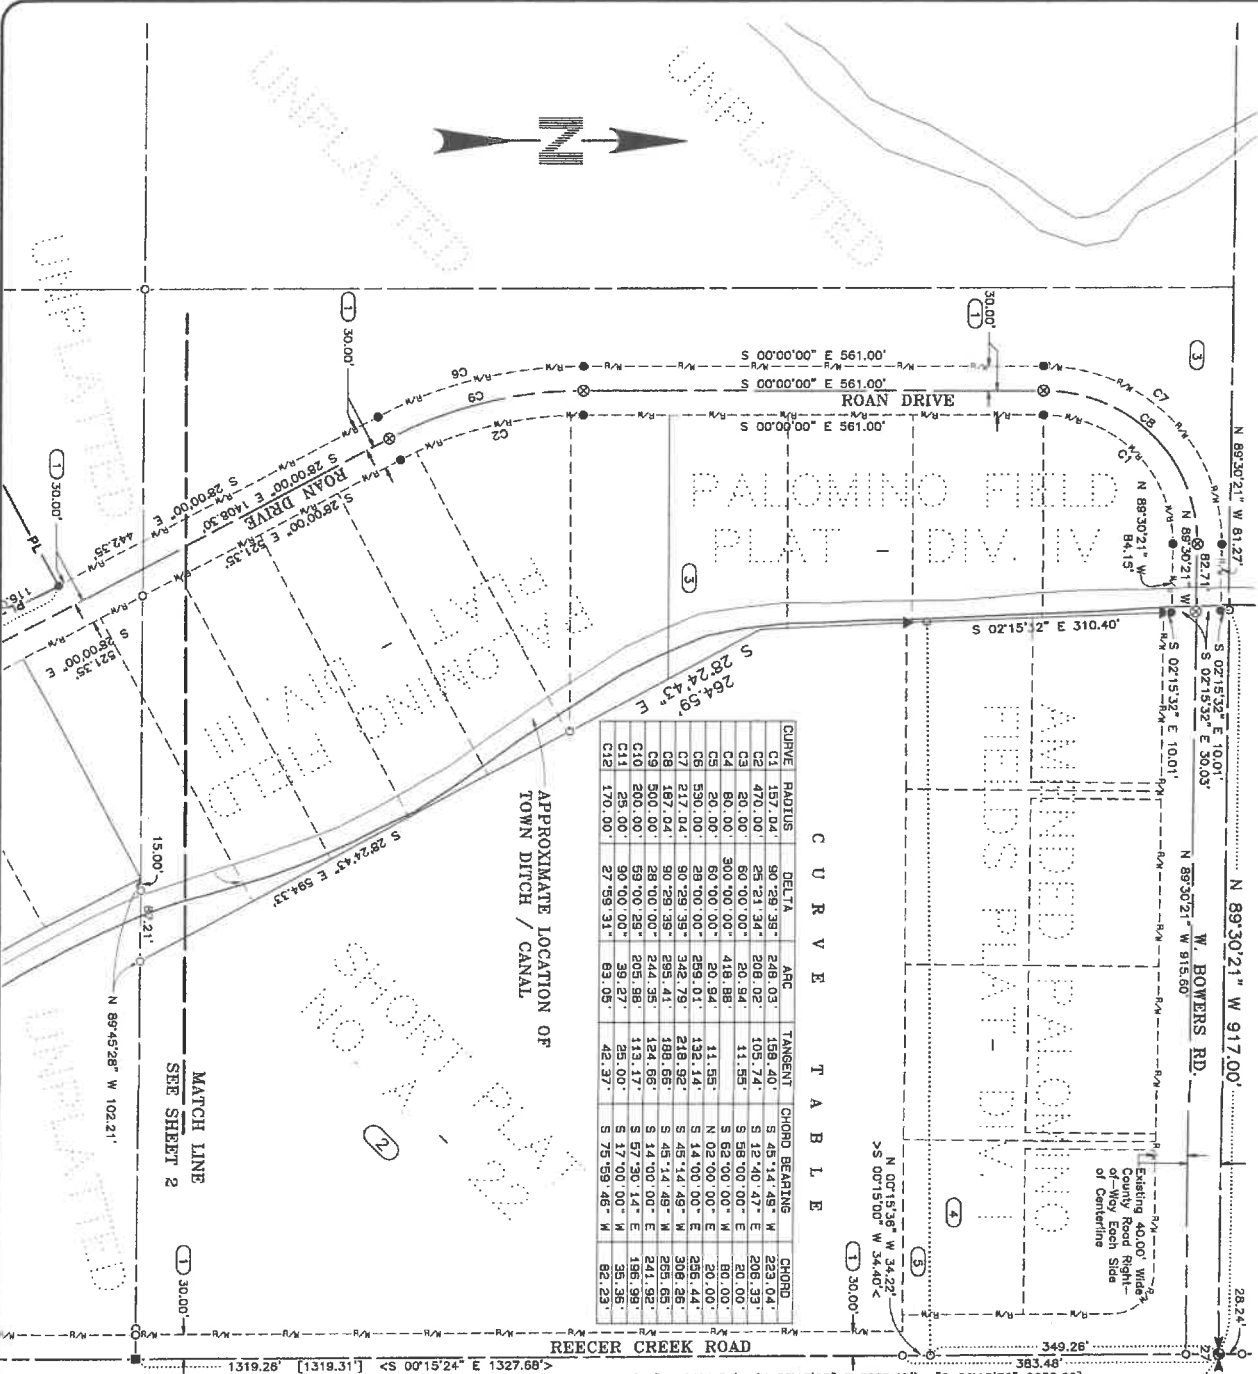 UNPLATTED
UNPLATTED
UNPLATTED
N
3
1
30.00'
1
30.00'
1
30.00'
S 00°00'00" E 561.00'
S 00°00'00" E 561.00'
ROAN DRIVE
S 00°00'00" E 561.00'
C6
C9
C2
C7
C8
C1
N 89°30'21" W 81.27'
N 89°30'21" W
82.71'
N 89°30'21" W
84.15'
S 28°00'00" E
442.35'
S 28°00'00" E 1408.30'
ROAN DRIVE
S 28°00'00" E
521.35'
S 28°00'00" E
521.35'
PL
PALOMINO FIELD
PLAT - DIV. IV
3
PALOMINO FIELD
PLAT - DIV III
S 02°15'32" E 310.40'
S 02°15'32" E 10.01'
S 02°15'32" E 30.03'
S 02°15'32" E 10.01'
S 28°24'43" E
264.59'
S 28°24'43" E 594.33'
15.00'
N 89°45'28" W 102.21'
APPROXIMATE LOCATION OF
TOWN DITCH / CANAL
AMENDED PALOMINO
FIELDS PLAT - DIV. I
N 89°30'21" W 917.00'
W. BOWERS RD.
N 89°30'21" W 915.60'
CURVE TABLE
CURVE RADIUS DELTA ARC TANGENT CHORD BEARING CHORD
C1 157.04' 90°29'39" 248.03' 158.40' S 45°14'49" W 223.04'
C2 470.00' 25°21'34" 208.02' 105.74' S 12°40'47" E 206.33'
C3 20.00' 60°00'00" 20.94' 11.55' S 58°00'00" E 20.00'
C4 80.00' 300°00'00" 418.88' S 62°00'00" W 80.00'
C5 20.00' 60°00'00" 20.94' 11.55' N 02°00'00" E 20.00'
C6 530.00' 28°00'00" 259.01' 132.14' S 14°00'00" E 256.44'
C7 217.04' 90°29'39" 342.79' 218.92' S 45°14'49" W 308.26'
C8 187.04' 90°29'39" 295.41' 188.66' S 45°14'49" W 265.65'
C9 500.00' 28°00'00" 244.35' 124.66' S 14°00'00" E 241.92'
C10 200.00' 59°00'29" 205.98' 113.17' S 57°30'14" E 196.99'
C11 25.00' 90°00'00" 39.27' 25.00' S 17°00'00" W 35.36'
C12 170.00' 27°59'31" 83.05' 42.37' S 75°59'46" W 82.23'
SHORT PLAT
NO. A -
2
UNPLATTED
MATCH LINE
SEE SHEET 2
Existing 40.00' Wide
County Road Right-
of-Way Each Side
of Centerline
4
5
N 00°15'36" W 34.22'
>S 00°15'00" W 34.40'<
1
30.00'
1
30.00'
28.24'
349.26'
383.48'
REECER CREEK ROAD
1319.26' [1319.31'] <S 00°15'24" E 1327.68'>